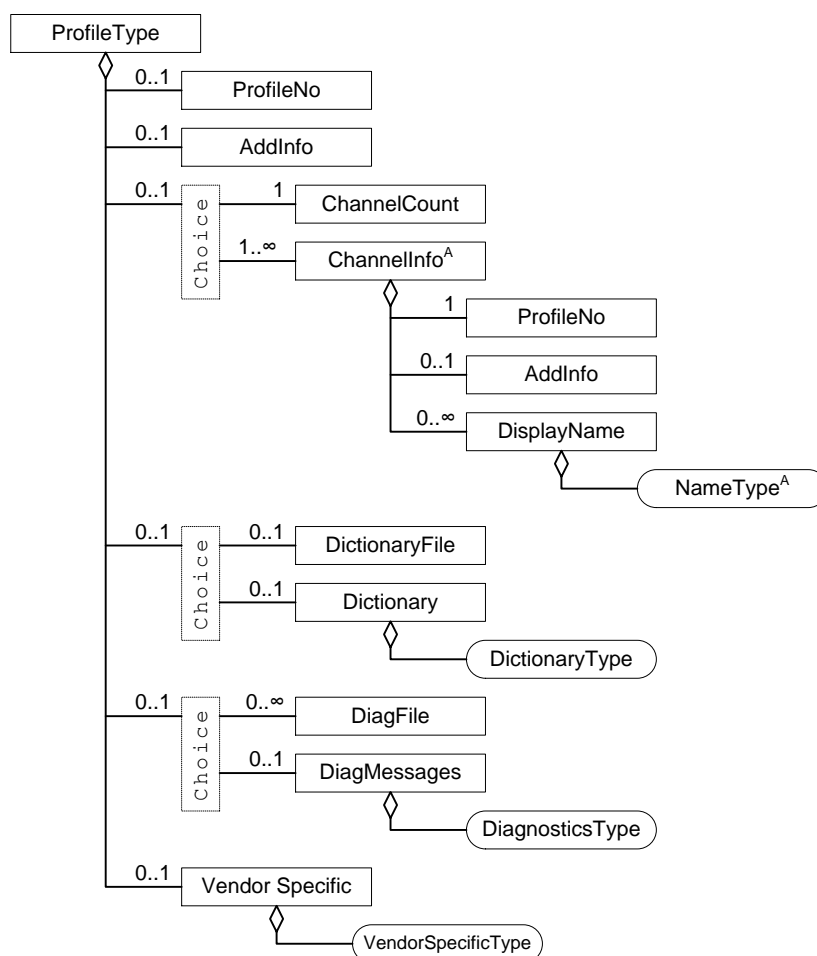 ProfileType
0..1
ProfileNo
0..1
AddInfo
0..1
Choice
1
ChannelCount
1..∞
ChannelInfoᴬ
1
ProfileNo
0..1
AddInfo
0..∞
DisplayName
NameTypeᴬ
0..1
Choice
0..1
DictionaryFile
0..1
Dictionary
DictionaryType
0..1
Choice
0..∞
DiagFile
0..1
DiagMessages
DiagnosticsType
0..1
Vendor Specific
VendorSpecificType